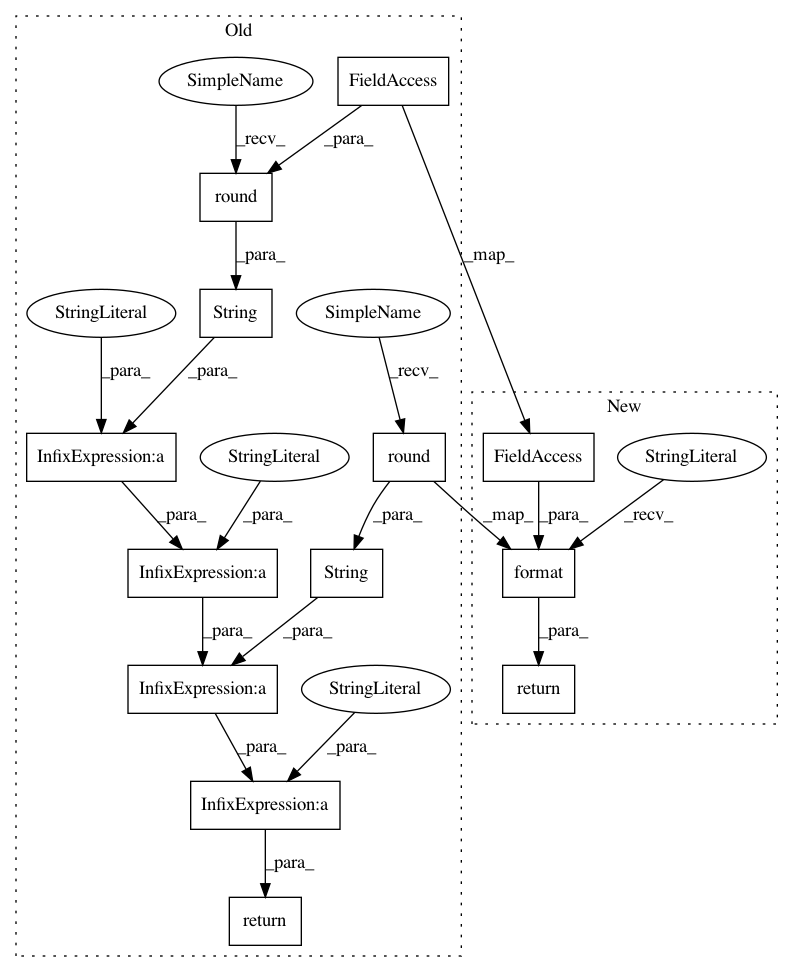 Old
SimpleName
FieldAccess
_recv_
_para_
round
_para_
_map_
StringLiteral
String
SimpleName
_para_
_para_
_recv_
New
InfixExpression:a
StringLiteral
round
FieldAccess
StringLiteral
_para_
_para_
_para_
_map_
_para_
_recv_
InfixExpression:a
String
format
_para_
_para_
_para_
InfixExpression:a
StringLiteral
return
_para_
_para_
InfixExpression:a
_para_
return